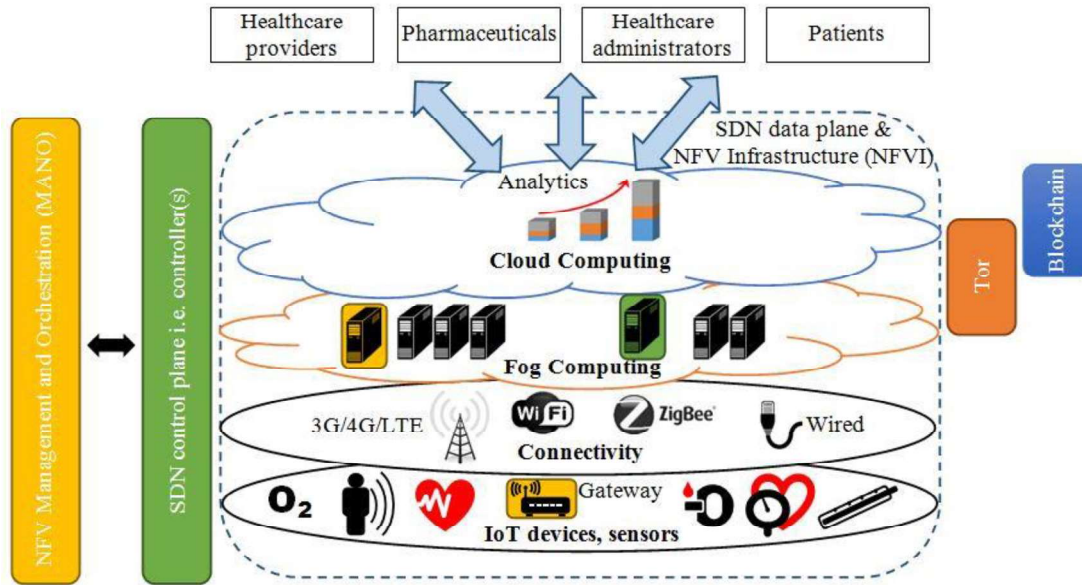 Healthcare
providers
Pharmaceuticals
Healthcare
administrators
Patients
NFV Management and Orchestration (MANO)
SDN control plane i.e. controller(s)
SDN data plane &
NFV Infrastructure (NFVI)
Analytics
Cloud Computing
Blockchain
Tor
Fog Computing
3G/4G/LTE
Wi Fi
ZigBee®
Wired
Connectivity
O2
Gateway
IoT devices, sensors